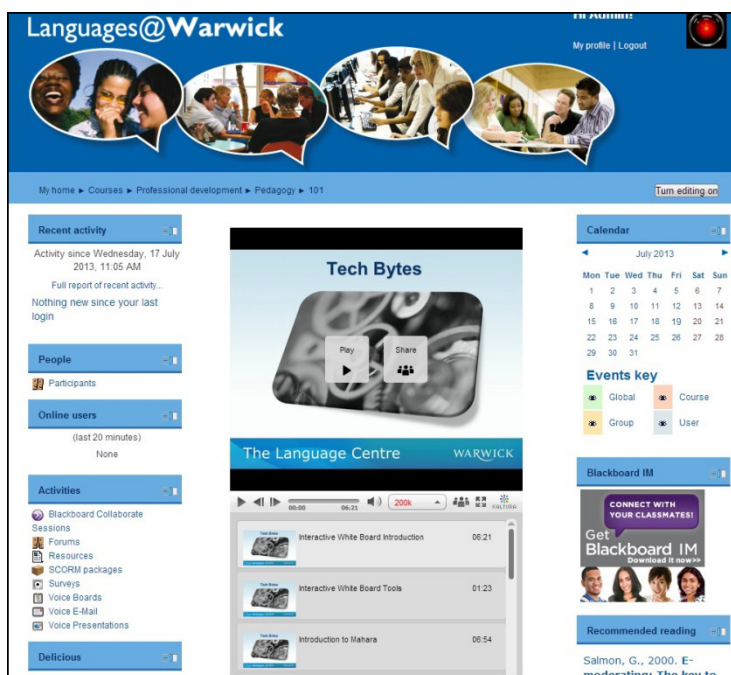 Languages@Warwick
Hi Admin!
My profile | Logout
My home ► Courses ► Professional development ► Pedagogy ► 101
Turn editing on
Recent activity
Activity since Wednesday, 17 July
2013, 11:05 AM
Full report of recent activity...
Nothing new since your last
login
People
Participants
Online users
(last 20 minutes)
None
Activities
Blackboard Collaborate
Sessions
Forums
Resources
SCORM packages
Surveys
Voice Boards
Voice E-Mail
Voice Presentations
Delicious
Tech Bytes
Play
Share
The Language Centre
WARWICK
00:00
06:21
200k
KALTURA
Tech Bytes
Interactive White Board Introduction 06:21
Tech Bytes
Interactive White Board Tools 01:23
Tech Bytes
Introduction to Mahara 06:54
Calendar
◄ July 2013 ►
Mon Tue Wed Thu Fri Sat Sun
1 2 3 4 5 6 7
8 9 10 11 12 13 14
15 16 17 18 19 20 21
22 23 24 25 26 27 28
29 30 31
Events key
Global
Course
Group
User
Blackboard IM
CONNECT WITH
YOUR CLASSMATES!
Get
Blackboard IM
Download it now>>
Recommended reading
Salmon, G., 2000. E-
moderating: The key to